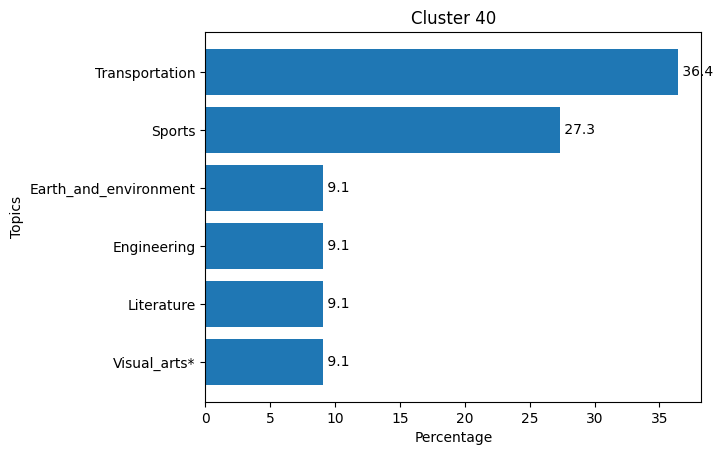 Cluster 40
Topics
Transportation 36.4
Sports 27.3
Earth_and_environment 9.1
Engineering 9.1
Literature 9.1
Visual_arts* 9.1
0 5 10 15 20 25 30 35
Percentage